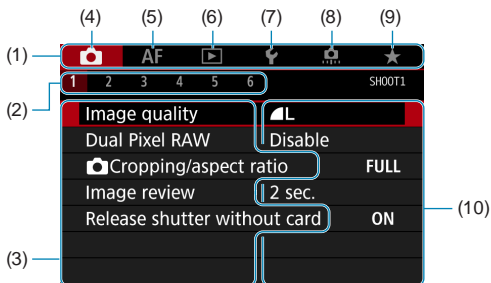 (4) (5) (6) (7) (8) (9)
(1) AF
(2) 1 2 3 4 5 6 SHOOT1
Image quality L
Dual Pixel RAW Disable
Cropping/aspect ratio FULL
Image review 2 sec.
(10)
Release shutter without card ON
(3)